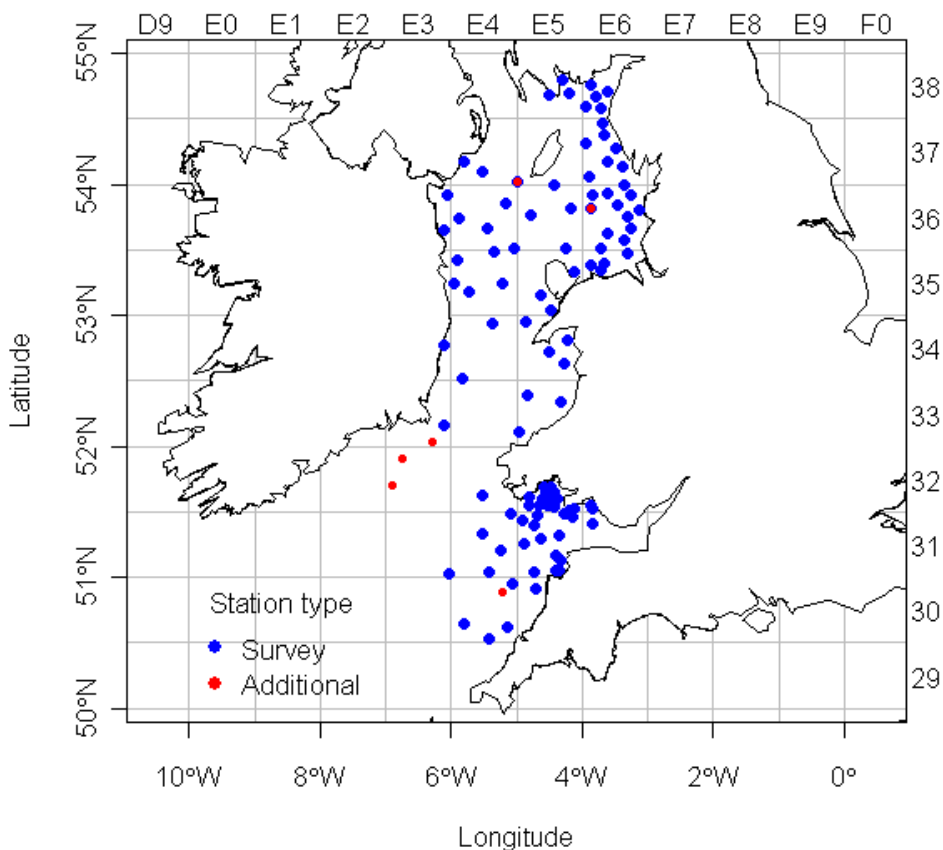 D9 E0 E1 E2 E3 E4 E5 E6 E7 E8 E9 F0
55°N
38
37
54°N
36
35
53°N
34
33
52°N
32
31
51°N
30
29
50°N
Latitude
Station type
Survey
Additional
10°W 8°W 6°W 4°W 2°W 0°
Longitude